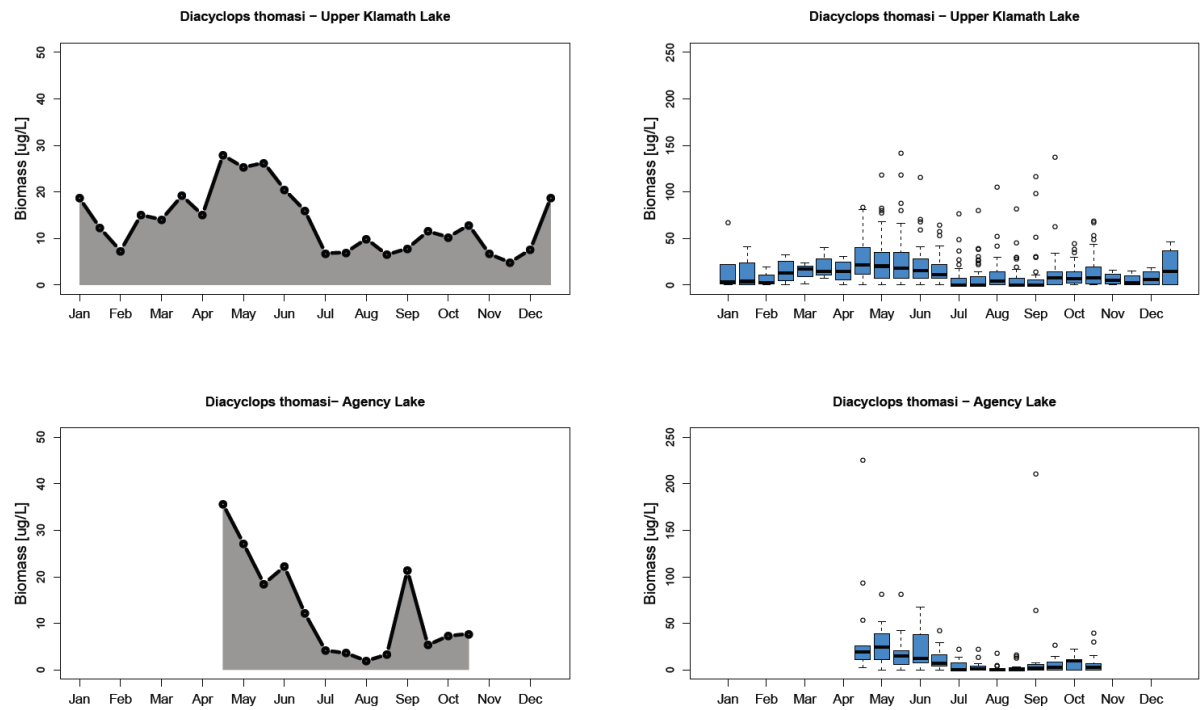 Diacyclops thomasi − Upper Klamath Lake
Biomass [ug/L]
50
40
30
20
10
0
Jan Feb Mar Apr May Jun Jul Aug Sep Oct Nov Dec
Diacyclops thomasi − Upper Klamath Lake
Biomass [ug/L]
250
200
150
100
50
0
Jan Feb Mar Apr May Jun Jul Aug Sep Oct Nov Dec
Diacyclops thomasi− Agency Lake
Biomass [ug/L]
50
40
30
20
10
0
Jan Feb Mar Apr May Jun Jul Aug Sep Oct Nov Dec
Diacyclops thomasi − Agency Lake
Biomass [ug/L]
250
200
150
100
50
0
Jan Feb Mar Apr May Jun Jul Aug Sep Oct Nov Dec